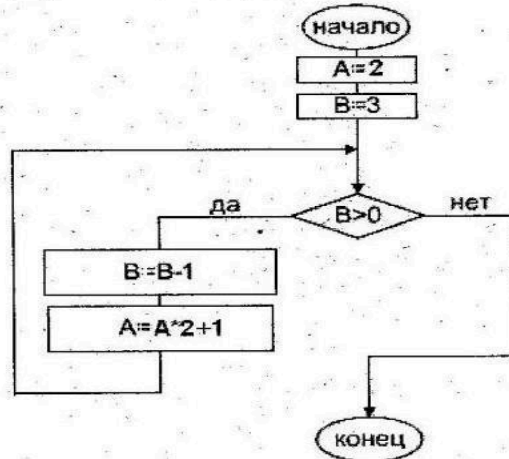 начало
A:=2
B:=3
B>0
да
нет
B:=B-1
A:=A*2+1
конец